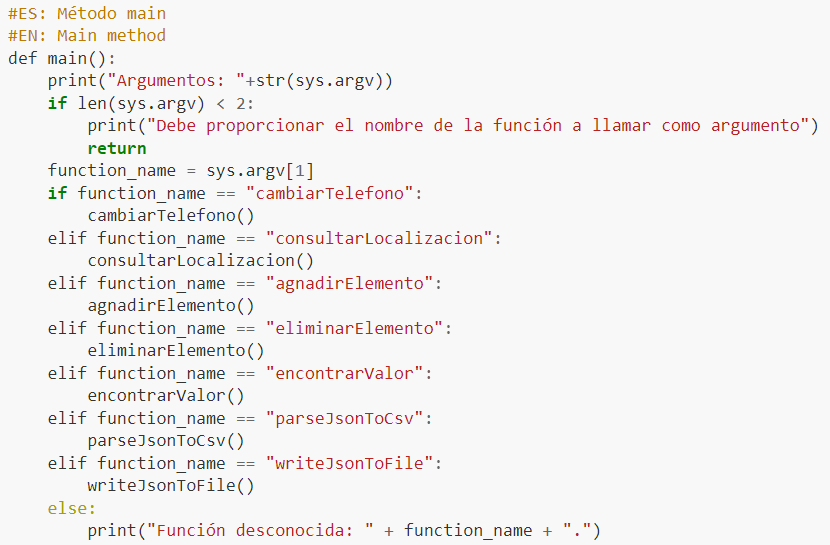 #ES: Método main
#EN: Main method
def main():
    print("Argumentos: "+str(sys.argv))
    if len(sys.argv) < 2:
        print("Debe proporcionar el nombre de la función a llamar como argumento")
        return
    function_name = sys.argv[1]
    if function_name == "cambiarTelefono":
        cambiarTelefono()
    elif function_name == "consultarLocalizacion":
        consultarLocalizacion()
    elif function_name == "agnadirElemento":
        agnadirElemento()
    elif function_name == "eliminarElemento":
        eliminarElemento()
    elif function_name == "encontrarValor":
        encontrarValor()
    elif function_name == "parseJsonToCsv":
        parseJsonToCsv()
    elif function_name == "writeJsonToFile":
        writeJsonToFile()
    else:
        print("Función desconocida: " + function_name + ".")